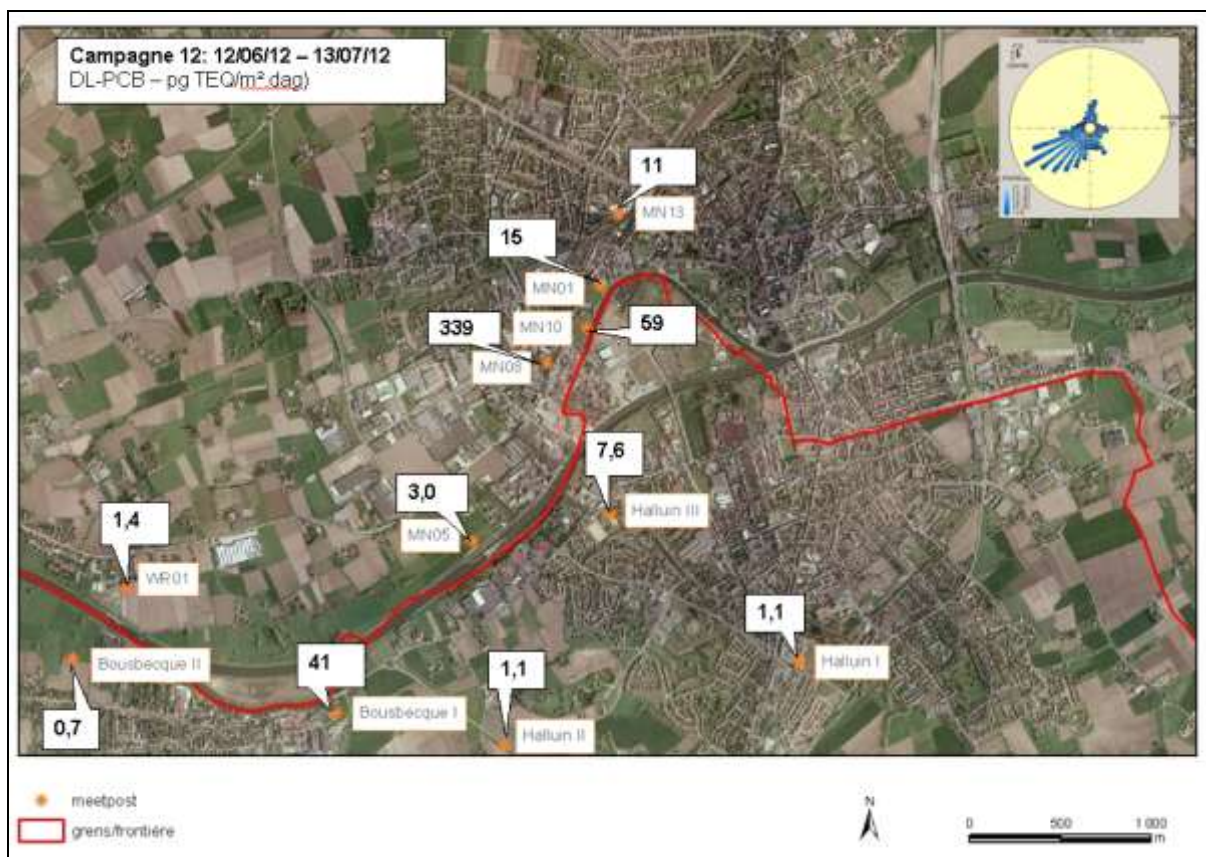 Campagne 12: 12/06/12 – 13/07/12
DL-PCB – pg TEQ/m².dag)
11
MN13
15
MN01
339
MN10
59
MN08
7,6
Halluin III
3,0
MN05
1,4
WR01
1,1
Halluin I
Bousbecque II
41
1,1
0,7
Bousbecque I
Halluin II
meetpost
grens/frontière
N
0
500
1 000
m